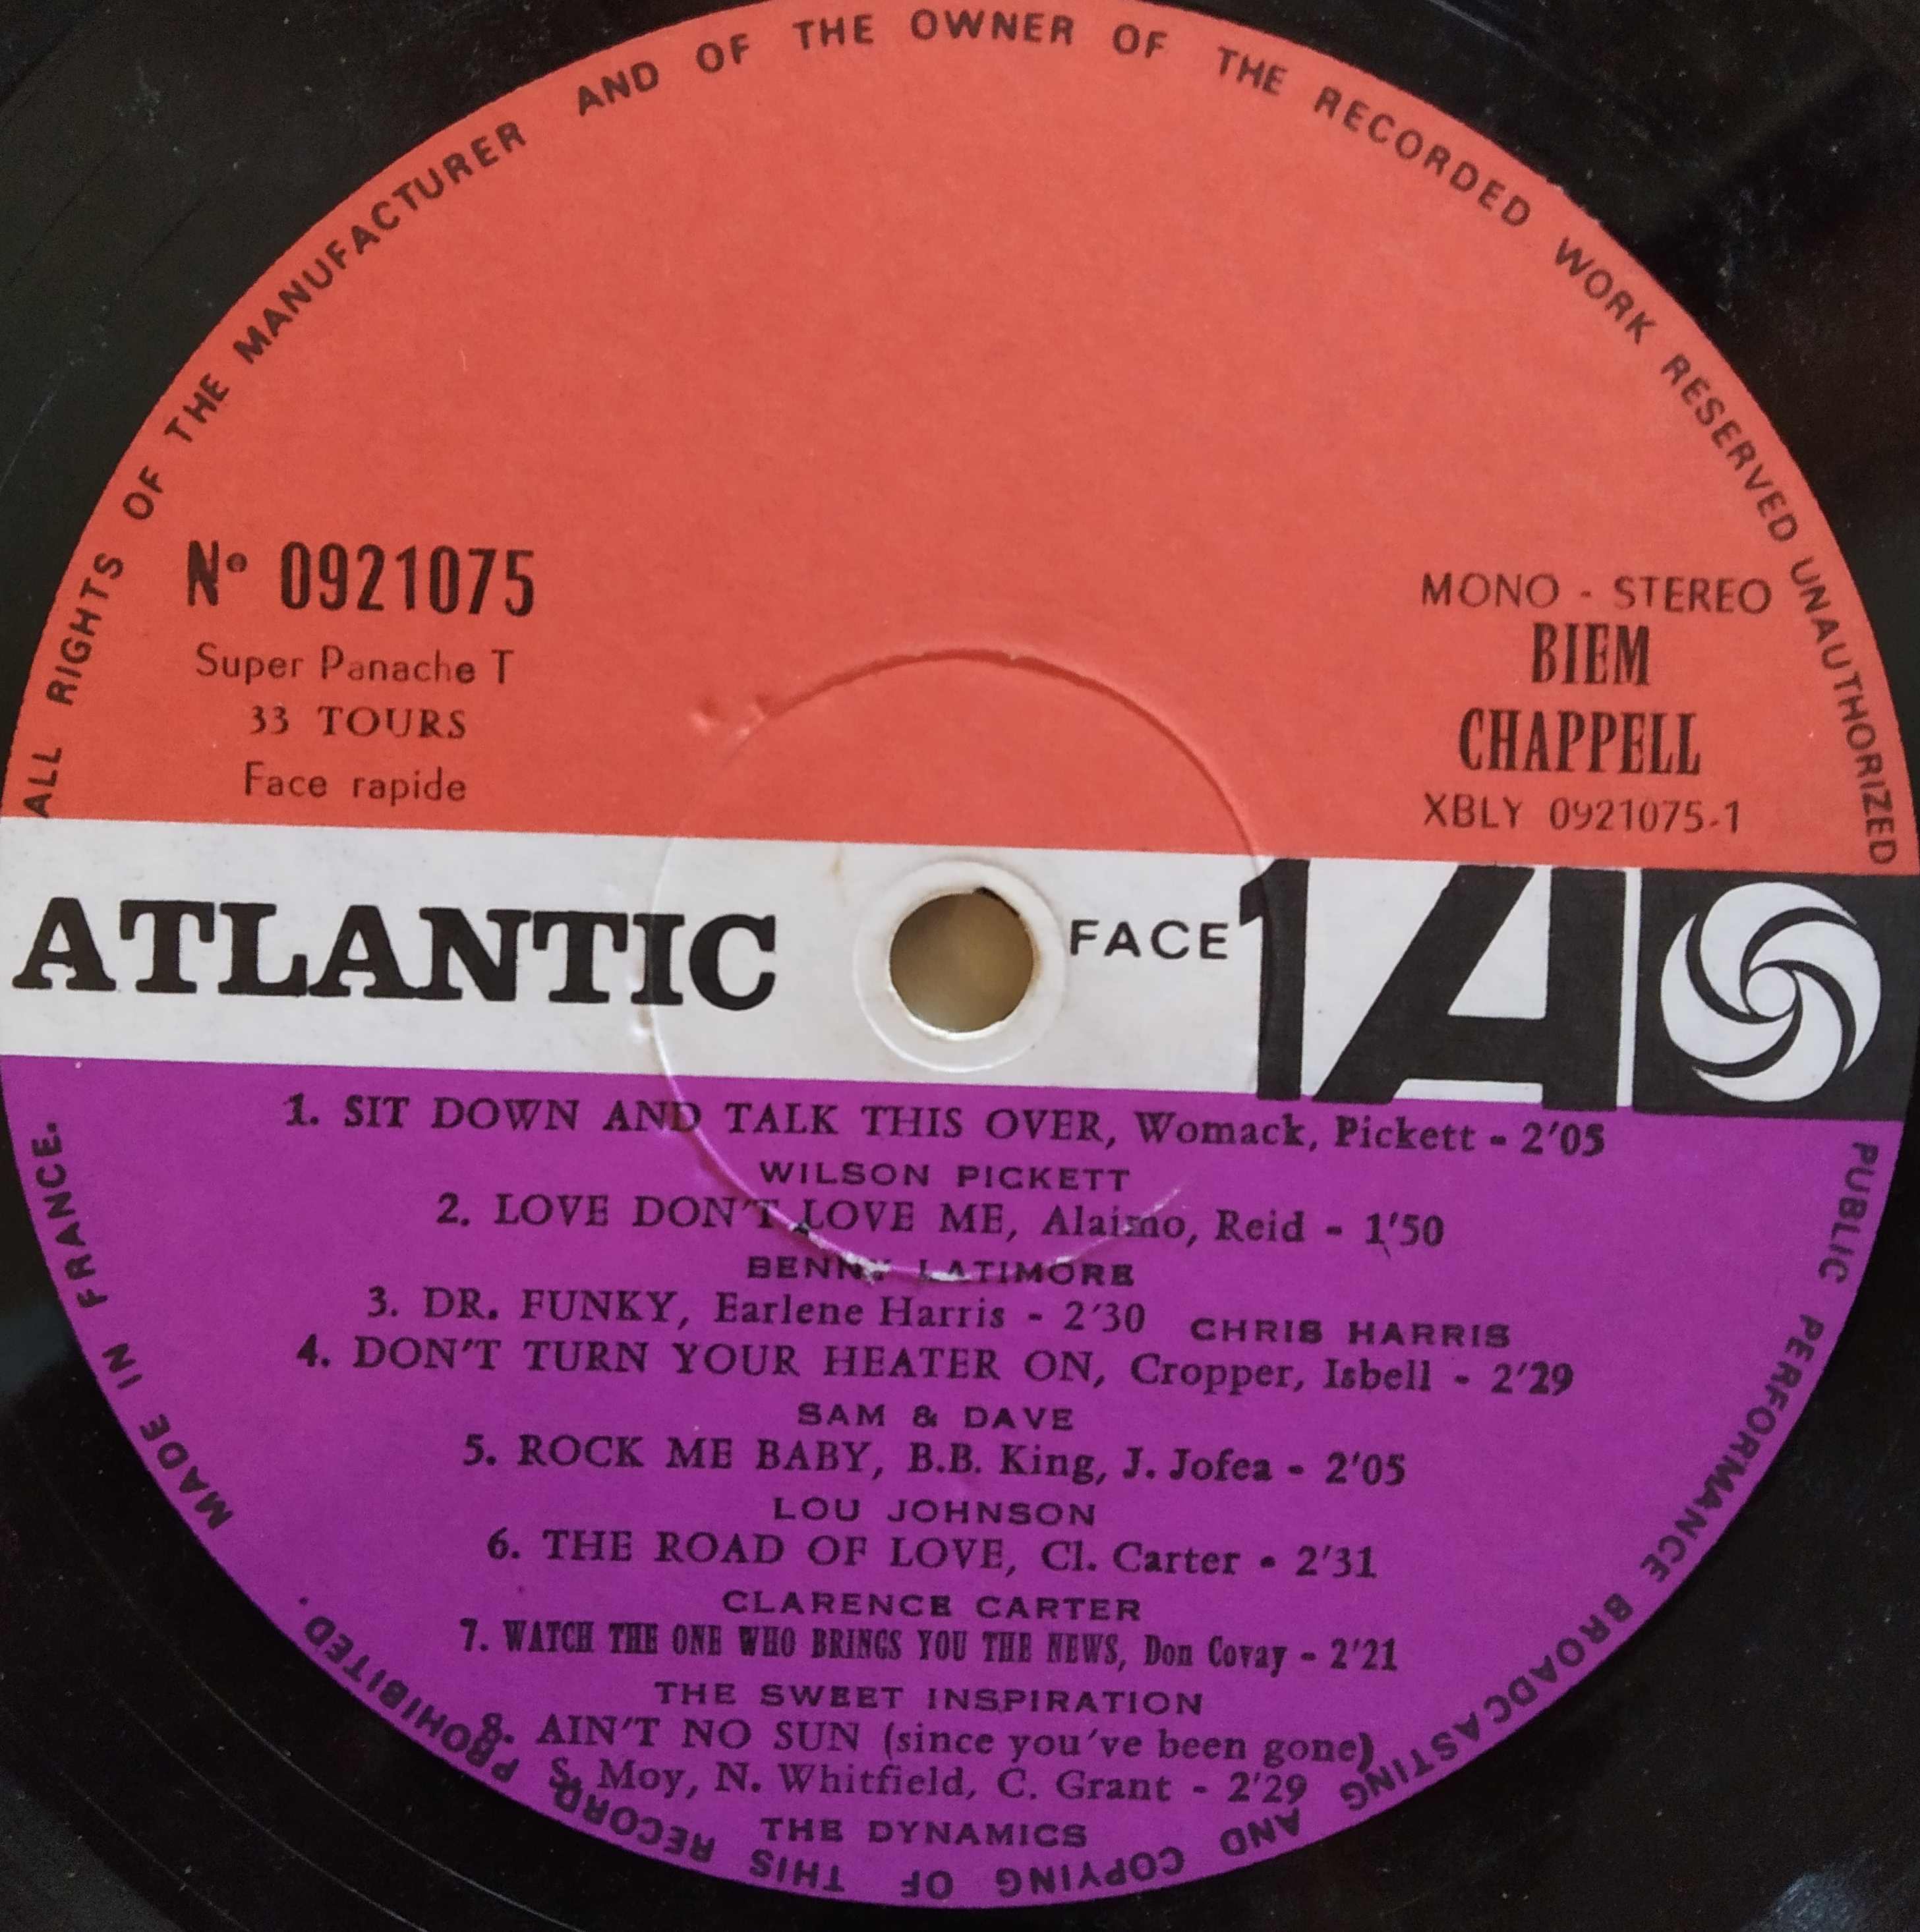 ALL RIGHTS OF THE MANUFACTURER AND OF THE OWNER OF THE RECORDED WORK RESERVED UNAUTHORIZED
PUBLIC PERFORMANCE BROADCASTING AND COPYING OF THIS RECORD PROHIBITED.
MADE IN FRANCE.
N° 0921075
Super Panache T
33 TOURS
Face rapide
MONO - STEREO
BIEM
CHAPPELL
XBLY 0921075-1
ATLANTIC
FACE 1
A
1. SIT DOWN AND TALK THIS OVER, Womack, Pickett - 2'05
WILSON PICKETT
2. LOVE DON'T LOVE ME, Alaimo, Reid - 1'50
BENNY LATIMORE
3. DR. FUNKY, Earlene Harris - 2'30 CHRIS HARRIS
4. DON'T TURN YOUR HEATER ON, Cropper, Isbell - 2'29
SAM & DAVE
5. ROCK ME BABY, B.B. King, J. Jofea - 2'05
LOU JOHNSON
6. THE ROAD OF LOVE, Cl. Carter - 2'31
CLARENCE CARTER
7. WATCH THE ONE WHO BRINGS YOU THE NEWS, Don Covay - 2'21
THE SWEET INSPIRATION
8. AIN'T NO SUN (since you've been gone)
S. Moy, N. Whitfield, C. Grant - 2'29
THE DYNAMICS